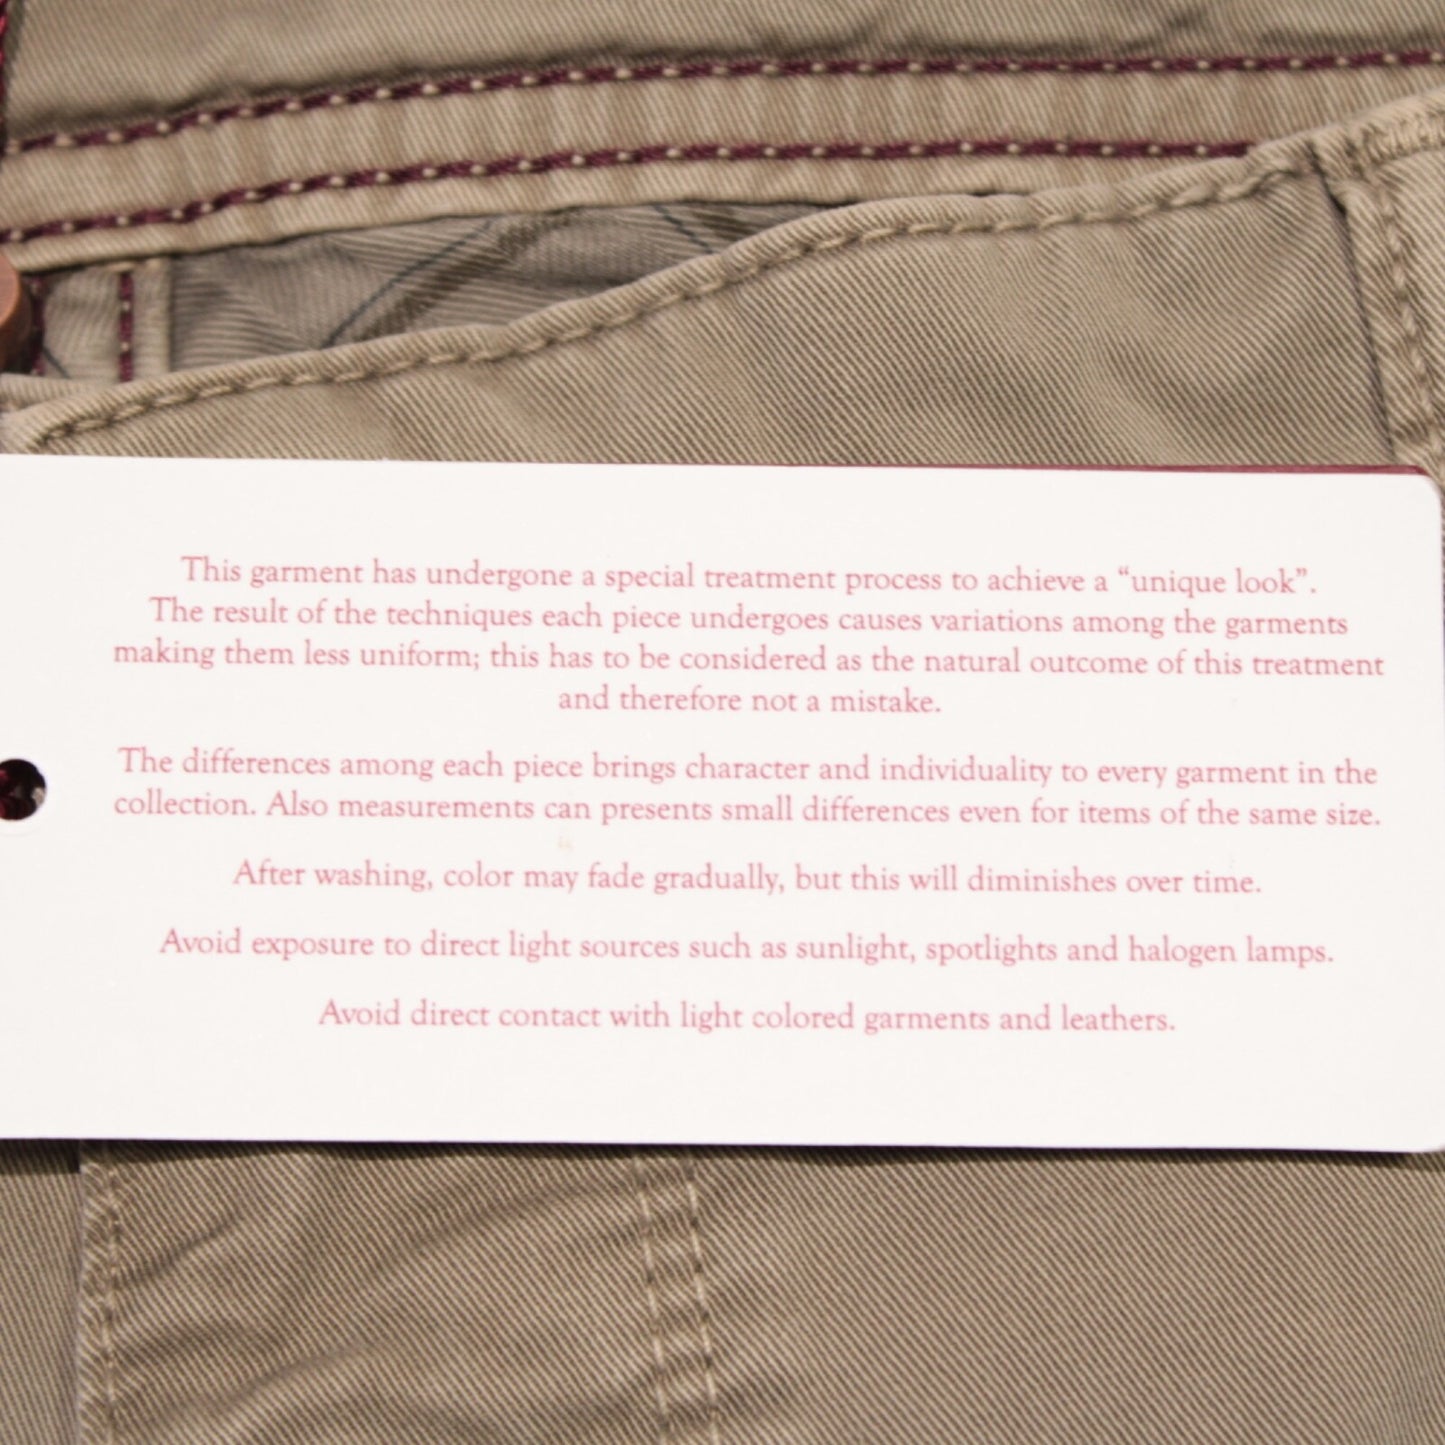 This garment has undergone a special treatment process to achieve a “unique look”.
The result of the techniques each piece undergoes causes variations among the garments
making them less uniform; this has to be considered as the natural outcome of this treatment
and therefore not a mistake.
The differences among each piece brings character and individuality to every garment in the
collection. Also measurements can presents small differences even for items of the same size.
After washing, color may fade gradually, but this will diminishes over time.
Avoid exposure to direct light sources such as sunlight, spotlights and halogen lamps.
Avoid direct contact with light colored garments and leathers.